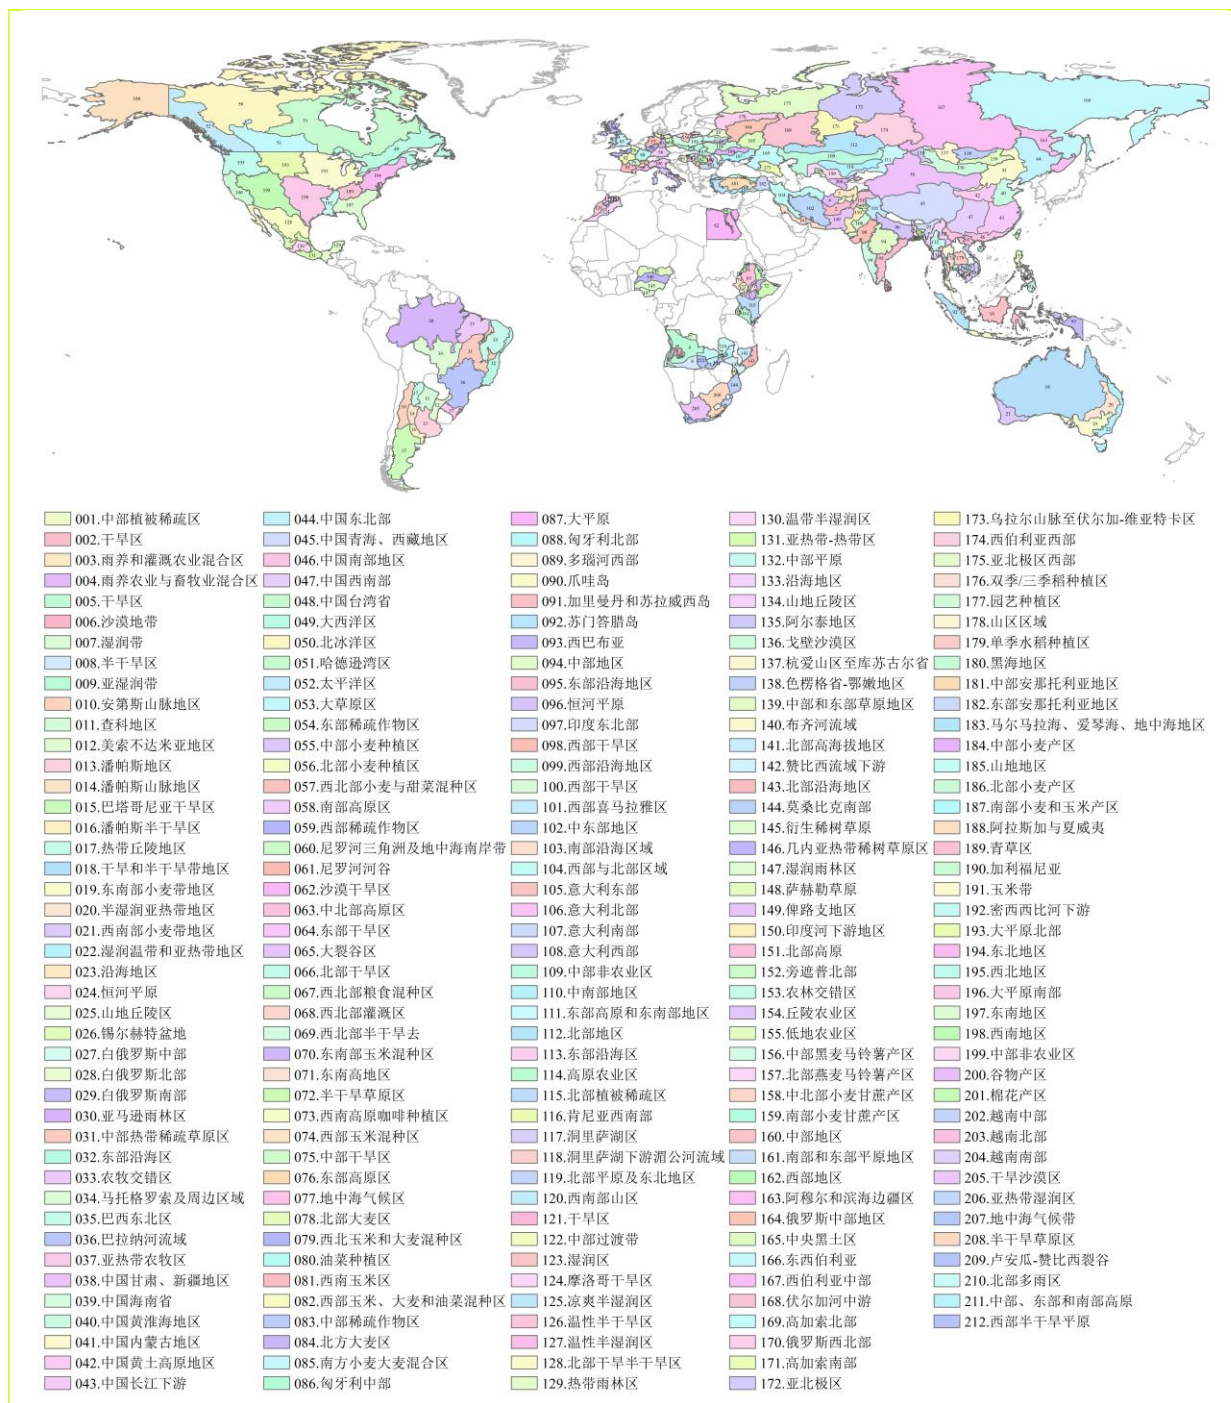 001.中部植被稀疏区
002.干旱区
003.雨养和灌溉农业混合区
004.雨养农业与畜牧业混合区
005.干旱区
006.沙漠地带
007.湿润带
008.半干旱区
009.亚湿润带
010.安第斯山脉地区
011.查科地区
012.美索不达米亚地区
013.潘帕斯地区
014.潘帕斯山脉地区
015.巴塔哥尼亚干旱区
016.潘帕斯半干旱区
017.热带丘陵地区
018.干旱和半干旱带地区
019.东南部小麦带地区
020.半湿润亚热带地区
021.西南部小麦带地区
022.湿润温带和亚热带地区
023.沿海地区
024.恒河平原
025.山地丘陵区
026.锡尔赫特盆地
027.白俄罗斯中部
028.白俄罗斯北部
029.白俄罗斯南部
030.亚马逊雨林区
031.中部热带稀疏草原区
032.东部沿海区
033.农牧交错区
034.马托格罗索及周边区域
035.巴西东北区
036.巴拉纳河流域
037.亚热带农牧区
038.中国甘肃、新疆地区
039.中国海南省
040.中国黄淮海地区
041.中国内蒙古地区
042.中国黄土高原地区
043.中国长江下游
044.中国东北部
045.中国青海、西藏地区
046.中国南部地区
047.中国西南部
048.中国台湾省
049.大西洋区
050.北冰洋区
051.哈德逊湾区
052.太平洋区
053.大草原区
054.东部稀疏作物区
055.中部小麦种植区
056.北部小麦种植区
057.西北部小麦与甜菜混种区
058.南部高原区
059.西部稀疏作物区
060.尼罗河三角洲及地中海南岸带
061.尼罗河河谷
062.沙漠干旱区
063.中北部高原区
064.东部干旱区
065.大裂谷区
066.北部干旱区
067.西北部粮食混种区
068.西北部灌溉区
069.西北部半干旱去
070.东南部玉米混种区
071.东南高地区
072.半干旱草原区
073.西南高原咖啡种植区
074.西部玉米混种区
075.中部干旱区
076.东部高原区
077.地中海气候区
078.北部大麦区
079.西北玉米和大麦混种区
080.油菜种植区
081.西南玉米区
082.西部玉米、大麦和油菜混种区
083.中部稀疏作物区
084.北方大麦区
085.南方小麦大麦混合区
086.匈牙利中部
087.大平原
088.匈牙利北部
089.多瑙河西部
090.爪哇岛
091.加里曼丹和苏拉威西岛
092.苏门答腊岛
093.西巴布亚
094.中部地区
095.东部沿海地区
096.恒河平原
097.印度东北部
098.西部干旱区
099.西部沿海地区
100.西部干旱区
101.西部喜马拉雅区
102.中东部地区
103.南部沿海区域
104.西部与北部区域
105.意大利东部
106.意大利北部
107.意大利南部
108.意大利西部
109.中部非农业区
110.中南部地区
111.东部高原和东南部地区
112.北部地区
113.东部沿海区
114.高原农业区
115.北部植被稀疏区
116.肯尼亚西南部
117.洞里萨湖区
118.洞里萨湖下游湄公河流域
119.北部平原及东北地区
120.西南部山区
121.干旱区
122.中部过渡带
123.湿润区
124.摩洛哥干旱区
125.凉爽半湿润区
126.温性半干旱区
127.温性半湿润区
128.北部干旱半干旱区
129.热带雨林区
130.温带半湿润区
131.亚热带-热带区
132.中部平原
133.沿海地区
134.山地丘陵区
135.阿尔泰地区
136.戈壁沙漠区
137.杭爱山区至库苏古尔省
138.色楞格省-鄂嫩地区
139.中部和东部草原地区
140.布齐河流域
141.北部高海拔地区
142.赞比西流域下游
143.北部沿海地区
144.莫桑比克南部
145.衍生稀树草原
146.几内亚热带稀树草原区
147.湿润雨林区
148.萨赫勒草原
149.俾路支地区
150.印度河下游地区
151.北部高原
152.旁遮普北部
153.农林交错区
154.丘陵农业区
155.低地农业区
156.中部黑麦马铃薯产区
157.北部燕麦马铃薯产区
158.中北部小麦甘蔗产区
159.南部小麦甘蔗产区
160.中部地区
161.南部和东部平原地区
162.西部地区
163.阿穆尔和滨海边疆区
164.俄罗斯中部地区
165.中央黑土区
166.东西伯利亚
167.西伯利亚中部
168.伏尔加河中游
169.高加索北部
170.俄罗斯西北部
171.高加索南部
172.亚北极区
173.乌拉尔山脉至伏尔加-维亚特卡区
174.西伯利亚西部
175.亚北极区西部
176.双季/三季稻种植区
177.园艺种植区
178.山区区域
179.单季水稻种植区
180.黑海地区
181.中部安那托利亚地区
182.东部安那托利亚地区
183.马尔马拉海、爱琴海、地中海地区
184.中部小麦产区
185.山地地区
186.北部小麦产区
187.南部小麦和玉米产区
188.阿拉斯加与夏威夷
189.青草区
190.加利福尼亚
191.玉米带
192.密西西比河下游
193.大平原北部
194.东北地区
195.西北地区
196.大平原南部
197.东南地区
198.西南地区
199.中部非农业区
200.谷物产区
201.棉花产区
202.越南中部
203.越南北部
204.越南南部
205.干旱沙漠区
206.亚热带湿润区
207.地中海气候带
208.半干旱草原区
209.卢安瓜-赞比西裂谷
210.北部多雨区
211.中部、东部和南部高原
212.西部半干旱平原